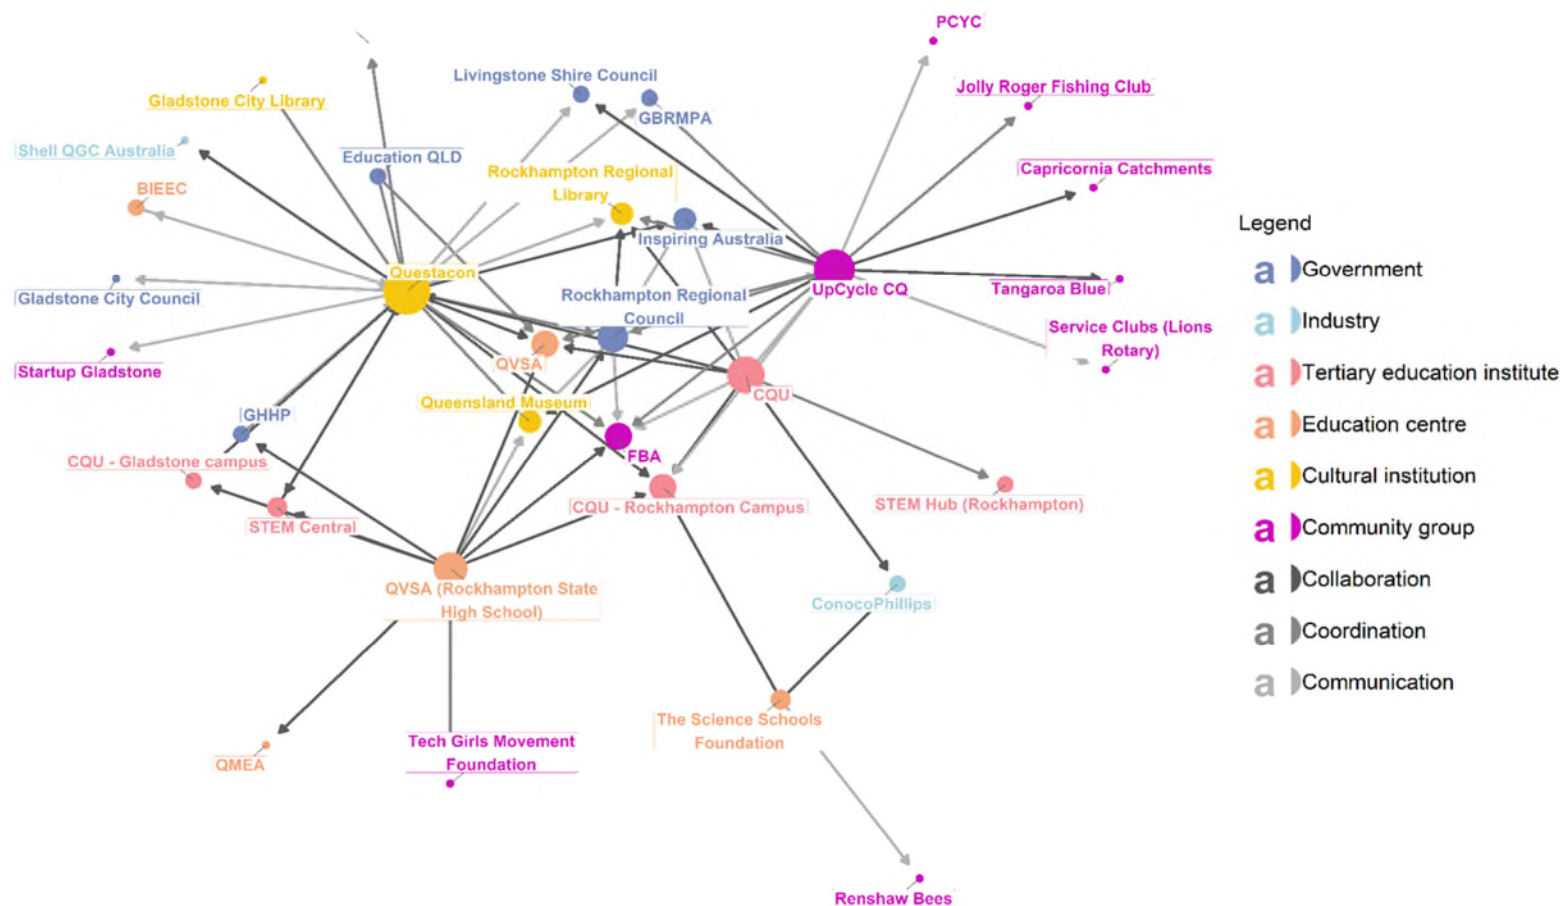 PCYC
Livingstone Shire Council
Jolly Roger Fishing Club
Gladstone City Library
GBRMPA
Shell QGC Australia
Education QLD
Rockhampton Regional
Library
Capricornia Catchments
BIEEC
Legend
Inspiring Australia
Questacon
a Government
UpCycle CQ
Tangaroa Blue
Gladstone City Council
Rockhampton Regional
Council
a Industry
Service Clubs (Lions
Rotary)
Startup Gladstone
QVSA
a Tertiary education institute
CQU
Queensland Museum
GHHP
a Education centre
FBA
CQU - Gladstone campus
a Cultural institution
CQU - Rockhampton Campus
STEM Hub (Rockhampton)
STEM Central
a Community group
QVSA (Rockhampton State
High School)
a Collaboration
ConocoPhillips
a Coordination
a Communication
The Science Schools
Foundation
Tech Girls Movement
Foundation
QMEA
Renshaw Bees